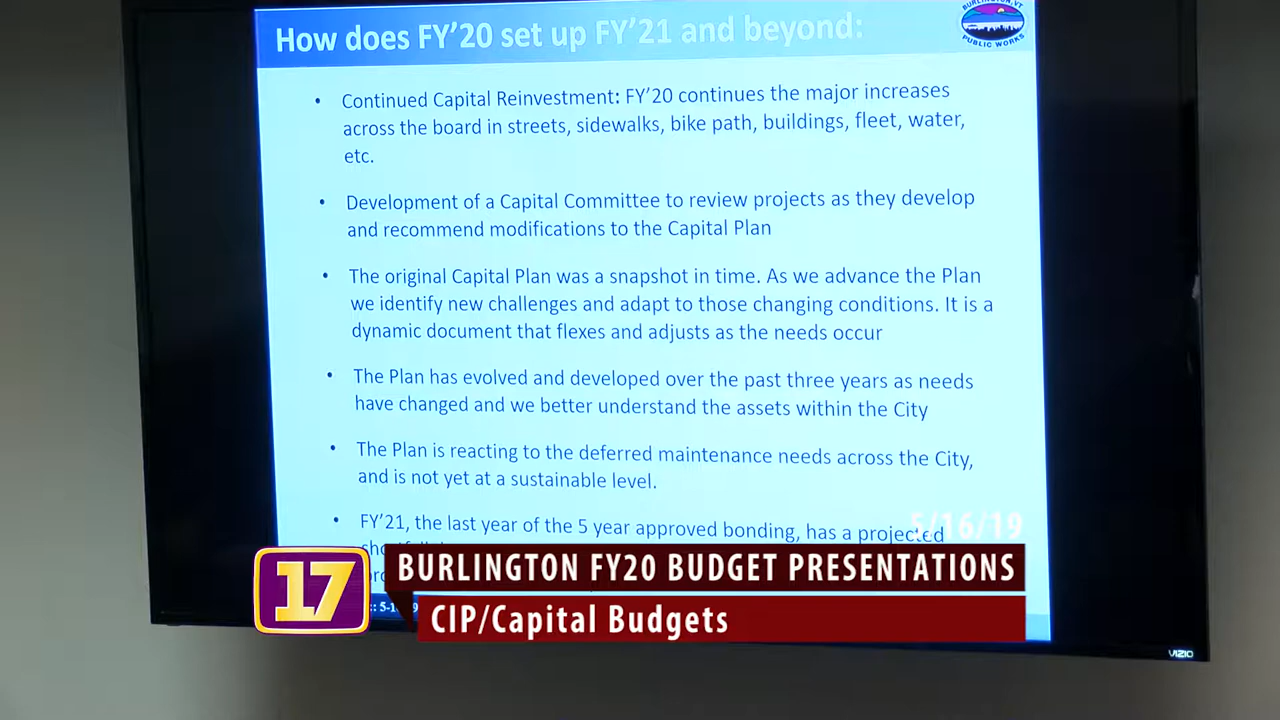 How does FY'20 set up FY'21 and beyond:
BURLINGTON, VT
PUBLIC WORKS
• Continued Capital Reinvestment: FY'20 continues the major increases
across the board in streets, sidewalks, bike path, buildings, fleet, water,
etc.
• Development of a Capital Committee to review projects as they develop
and recommend modifications to the Capital Plan
• The original Capital Plan was a snapshot in time. As we advance the Plan
we identify new challenges and adapt to those changing conditions. It is a
dynamic document that flexes and adjusts as the needs occur
• The Plan has evolved and developed over the past three years as needs
have changed and we better understand the assets within the City
• The Plan is reacting to the deferred maintenance needs across the City,
and is not yet at a sustainable level.
• FY'21, the last year of the 5 year approved bonding, has a projected
5/16/19
17
BURLINGTON FY20 BUDGET PRESENTATIONS
CIP/Capital Budgets
VIZIO